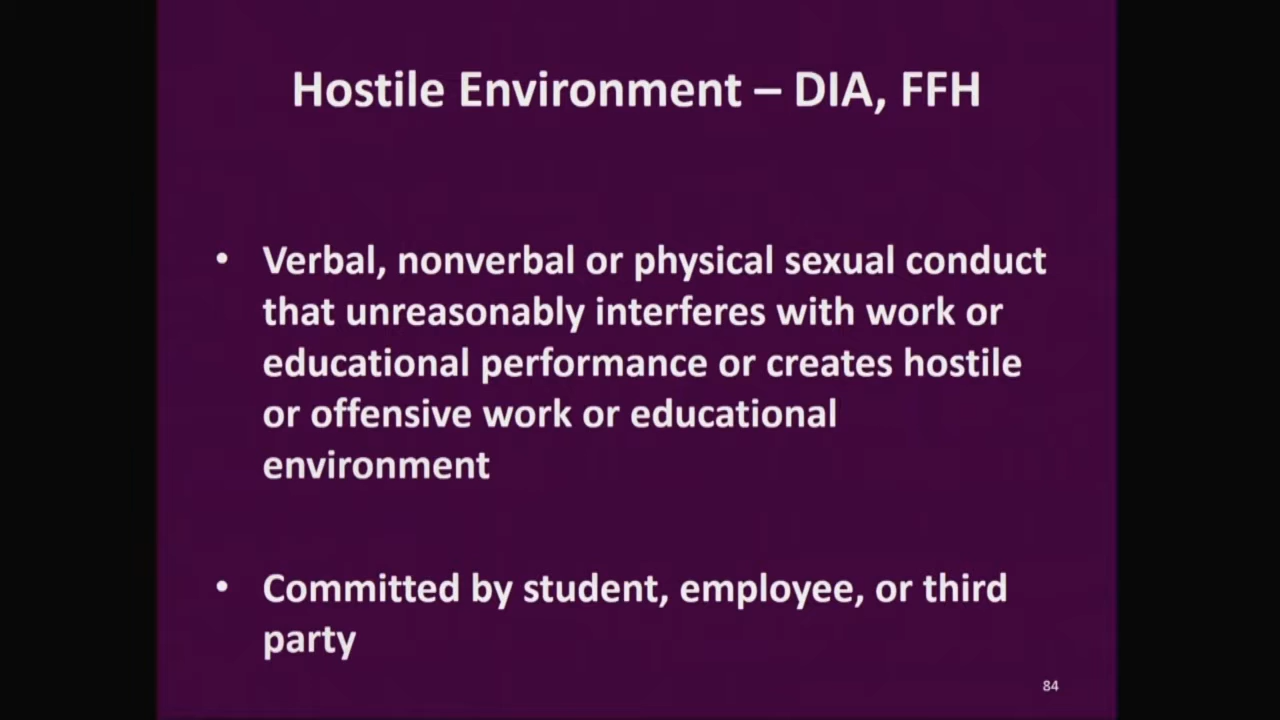 Hostile Environment – DIA, FFH
• Verbal, nonverbal or physical sexual conduct
that unreasonably interferes with work or
educational performance or creates hostile
or offensive work or educational
environment
• Committed by student, employee, or third
party
84